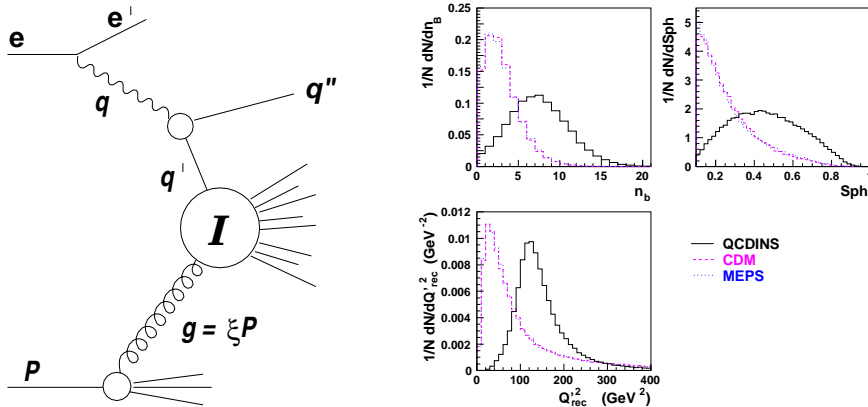 e
e'
q
q"
q'
I
g = ξP
P
1/N dN/dn_B
0.25
0.2
0.15
0.1
0.05
0
0 5 10 15 20
n_b
1/N dN/dSph
5
4
3
2
1
0
0.2 0.4 0.6 0.8 1
Sph
1/N dN/dQ'²_rec (GeV⁻²)
0.012
0.01
0.008
0.006
0.004
0.002
0
0 100 200 300 400
Q'²_rec (GeV²)
QCDINS
CDM
MEPS